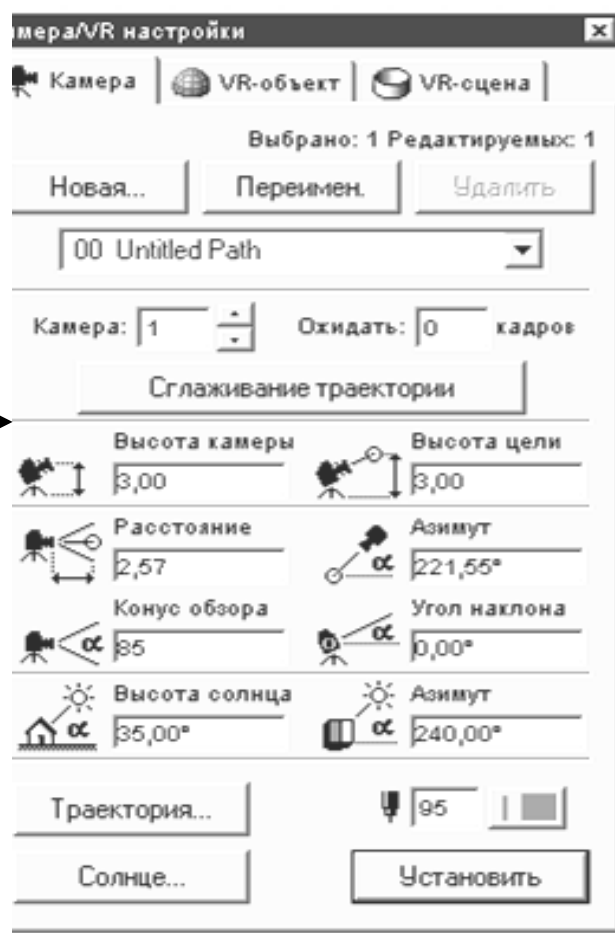 амера/VR настройки
Камера VR-объект VR-сцена
Выбрано: 1 Редактируемых: 1
Новая... Переимен. Удалить
00 Untitled Path
Камера: 1 Ожидать: 0 кадров
Сглаживание траектории
Высота камеры Высота цели
3,00 3,00
Расстояние Азимут
2,57 α 221,55°
Конус обзора Угол наклона
α 85 α 0,00°
Высота солнца Азимут
α 35,00° α 240,00°
Траектория... 95
Солнце... Установить